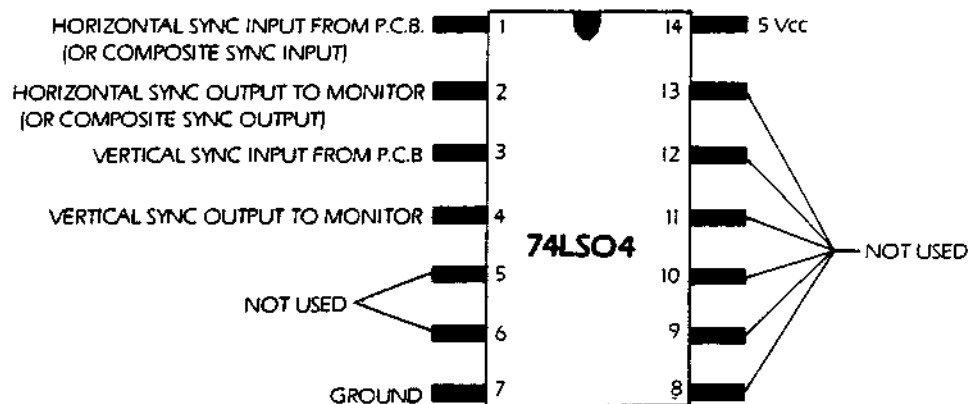 HORIZONTAL SYNC INPUT FROM P.C.B.
(OR COMPOSITE SYNC INPUT)
1
14
5 Vcc
HORIZONTAL SYNC OUTPUT TO MONITOR
(OR COMPOSITE SYNC OUTPUT)
2
13
VERTICAL SYNC INPUT FROM P.C.B
3
12
VERTICAL SYNC OUTPUT TO MONITOR
4
11
74LSO4
NOT USED
5
10
NOT USED
6
9
GROUND
7
8